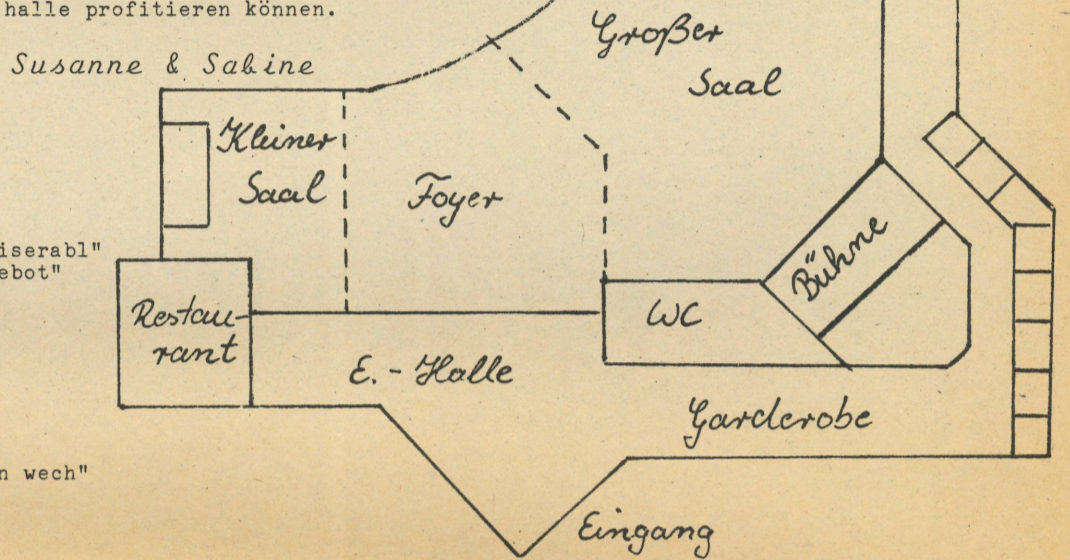 halle profitieren können.
Susanne & Sabine
Großer
Saal
Kleiner
Saal
Foyer
Bühne
iserabl"
ebot"
Restau-
rant
WC
E.-Halle
Garderobe
n wech"
Eingang